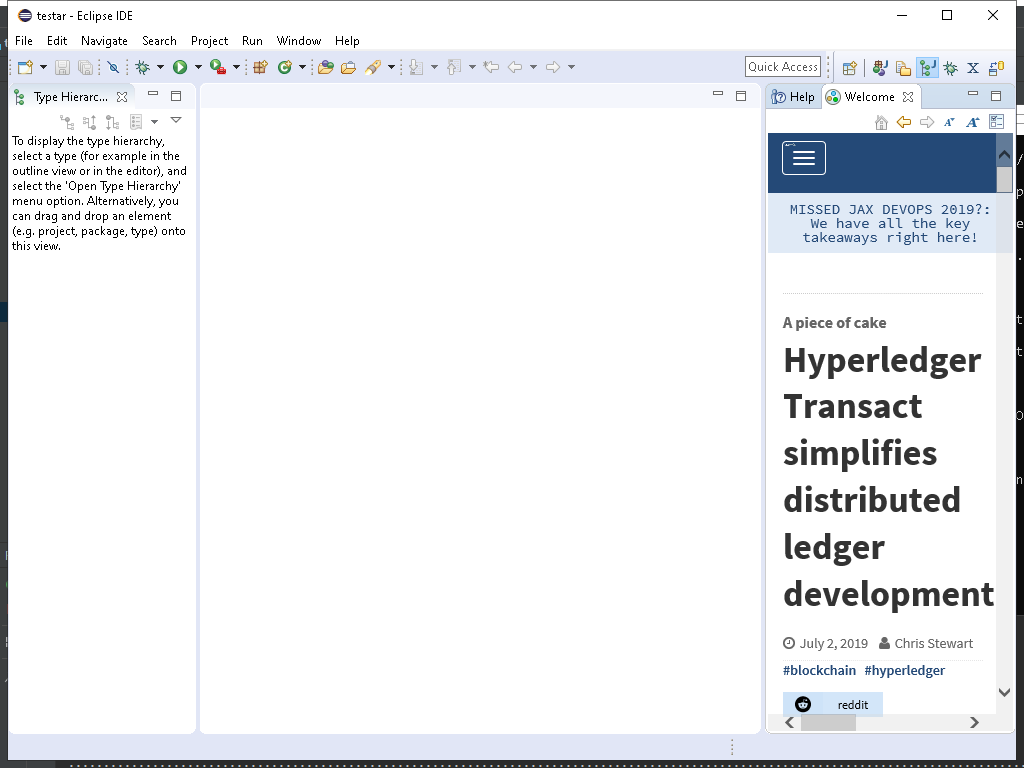 testar - Eclipse IDE
File Edit Navigate Search Project Run Window Help
Quick Access
Type Hierarc...
Help
Welcome
To display the type hierarchy,
select a type (for example in the
outline view or in the editor), and
select the 'Open Type Hierarchy'
menu option. Alternatively, you
can drag and drop an element
(e.g. project, package, type) onto
this view.
MISSED JAX DEVOPS 2019?:
We have all the key
takeaways right here!
A piece of cake
Hyperledger
Transact
simplifies
distributed
ledger
development
July 2, 2019 Chris Stewart
#blockchain #hyperledger
reddit